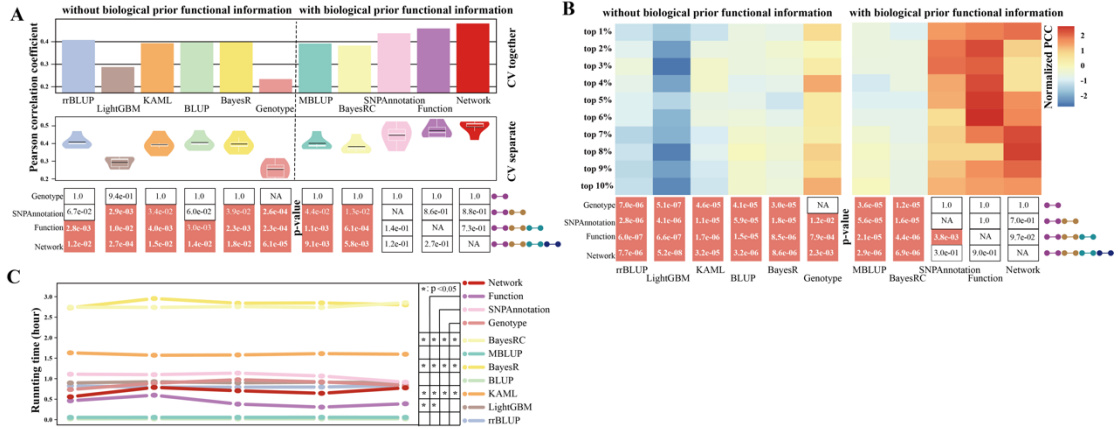 A
without biological prior functional information
with biological prior functional information
Pearson correlation coefficient
0.4
0.3
0.2
CV together
rrBLUP
LightGBM
KAML
BLUP
BayesR
Genotype
MBLUP
BayesRC
SNPAnnotation
Function
Network
0.5
0.4
0.3
0.2
CV separate
p-value
Genotype 1.0 9.4e-01 1.0 1.0 1.0 NA 1.0 1.0 1.0 1.0 1.0
SNPAnnotation 6.7e-02 2.9e-03 3.4e-02 6.0e-02 3.9e-02 2.6e-04 4.4e-02 1.3e-02 NA 8.6e-01 8.8e-01
Function 2.8e-03 1.0e-03 4.0e-03 3.0e-03 2.3e-03 2.3e-04 1.1e-03 6.1e-04 1.4e-01 NA 7.3e-01
Network 1.2e-02 2.7e-04 1.5e-02 1.4e-02 1.8e-02 6.1e-05 9.1e-03 5.8e-03 1.2e-01 2.7e-01 NA
B
without biological prior functional information
with biological prior functional information
top 1%
top 2%
top 3%
top 4%
top 5%
top 6%
top 7%
top 8%
top 9%
top 10%
Normalized PCC
2
1
0
-1
-2
p-value
Genotype 7.0e-06 5.1e-07 4.6e-05 4.1e-05 3.0e-05 NA 3.6e-05 1.2e-05 1.0 1.0 1.0
SNPAnnotation 2.8e-06 4.1e-06 1.1e-05 5.9e-05 1.8e-05 1.2e-02 5.6e-05 1.6e-05 NA 1.0 7.0e-01
Function 6.0e-07 6.6e-07 1.7e-06 1.5e-05 8.5e-06 7.9e-04 2.1e-05 4.4e-06 3.8e-03 NA 9.7e-02
Network 7.7e-06 5.2e-08 3.2e-05 3.2e-06 8.6e-06 2.3e-03 2.9e-06 6.9e-06 3.0e-01 9.0e-01 NA
rrBLUP
LightGBM
KAML
BLUP
BayesR
Genotype
MBLUP
BayesRC
SNPAnnotation
Function
Network
C
Running time (hour)
3.0
2.5
2.0
1.5
1.0
0.5
0.0
*: p <0.05
* * * *
* * * *
* * * *
* *
Network
Function
SNPAnnotation
Genotype
BayesRC
MBLUP
BayesR
BLUP
KAML
LightGBM
rrBLUP